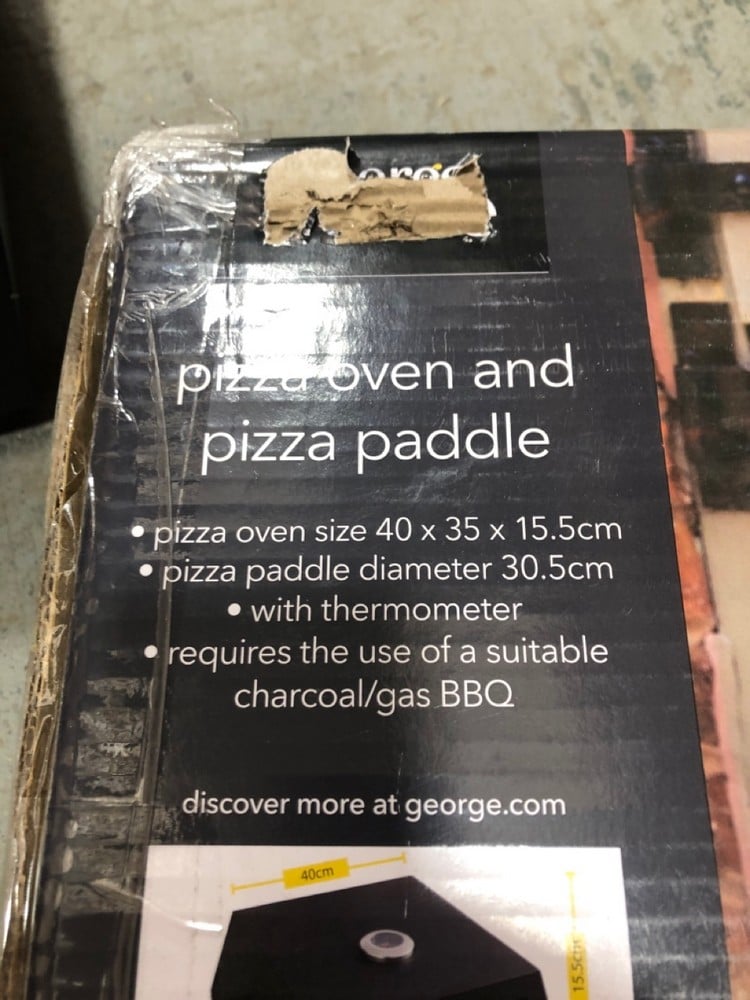 pizza oven and
pizza paddle
• pizza oven size 40 x 35 x 15.5cm
• pizza paddle diameter 30.5cm
• with thermometer
• requires the use of a suitable
charcoal/gas BBQ
discover more at george.com
40cm
15.5cm